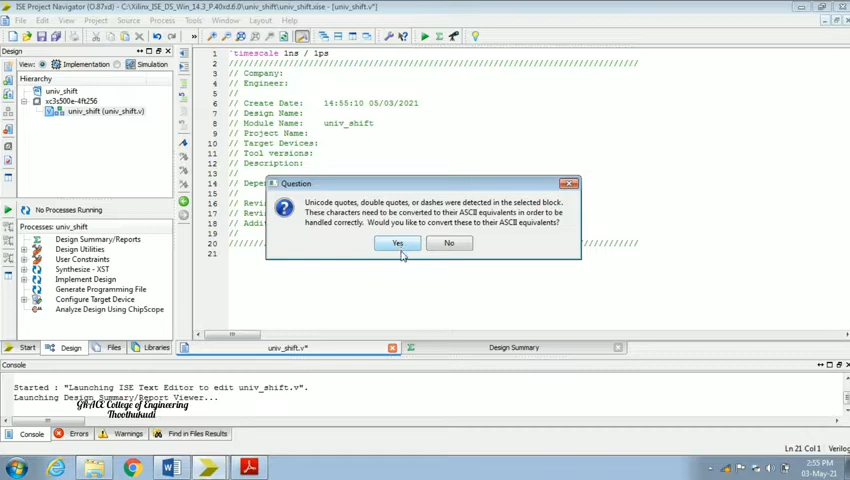 ISE Project Navigator (O.87xd) - C:\Xilinx_ISE_DS_Win_14.3_P.40xd.6.0\univ_shift\univ_shift.xise - [univ_shift.v*]
File Edit View Project Source Process Tools Window Layout Help
Design
View: Implementation Simulation
Hierarchy
univ_shift
xc3s500e-4ft256
univ_shift (univ_shift.v)
No Processes Running
Processes: univ_shift
Design Summary/Reports
Design Utilities
User Constraints
Synthesize - XST
Implement Design
Generate Programming File
Configure Target Device
Analyze Design Using ChipScope
Start Design Files Libraries
1 `timescale 1ns / 1ps
2 //////////////////////////////////////////////////////////////////////////////////
3 // Company:
4 // Engineer:
5 //
6 // Create Date: 14:55:10 05/03/2021
7 // Design Name:
8 // Module Name: univ_shift
9 // Project Name:
10 // Target Devices:
11 // Tool versions:
12 // Description:
13 //
14 // Depe
15 //
16 // Revi
17 // Revi
18 // Addi
19 //
20 //////////////////////////////////////////////////////////////////////////////////
21
Question
Unicode quotes, double quotes, or dashes were detected in the selected block.
These characters need to be converted to their ASCII equivalents in order to be
handled correctly. Would you like to convert these to their ASCII equivalents?
Yes No
univ_shift.v* Design Summary
Console
Started : "Launching ISE Text Editor to edit univ_shift.v".
Launching Design Summary/Report Viewer...
GRACE College of Engineering
Thoothukudi
Console Errors Warnings Find in Files Results
Ln 21 Col 1 Verilog
2:55 PM
03-May-21